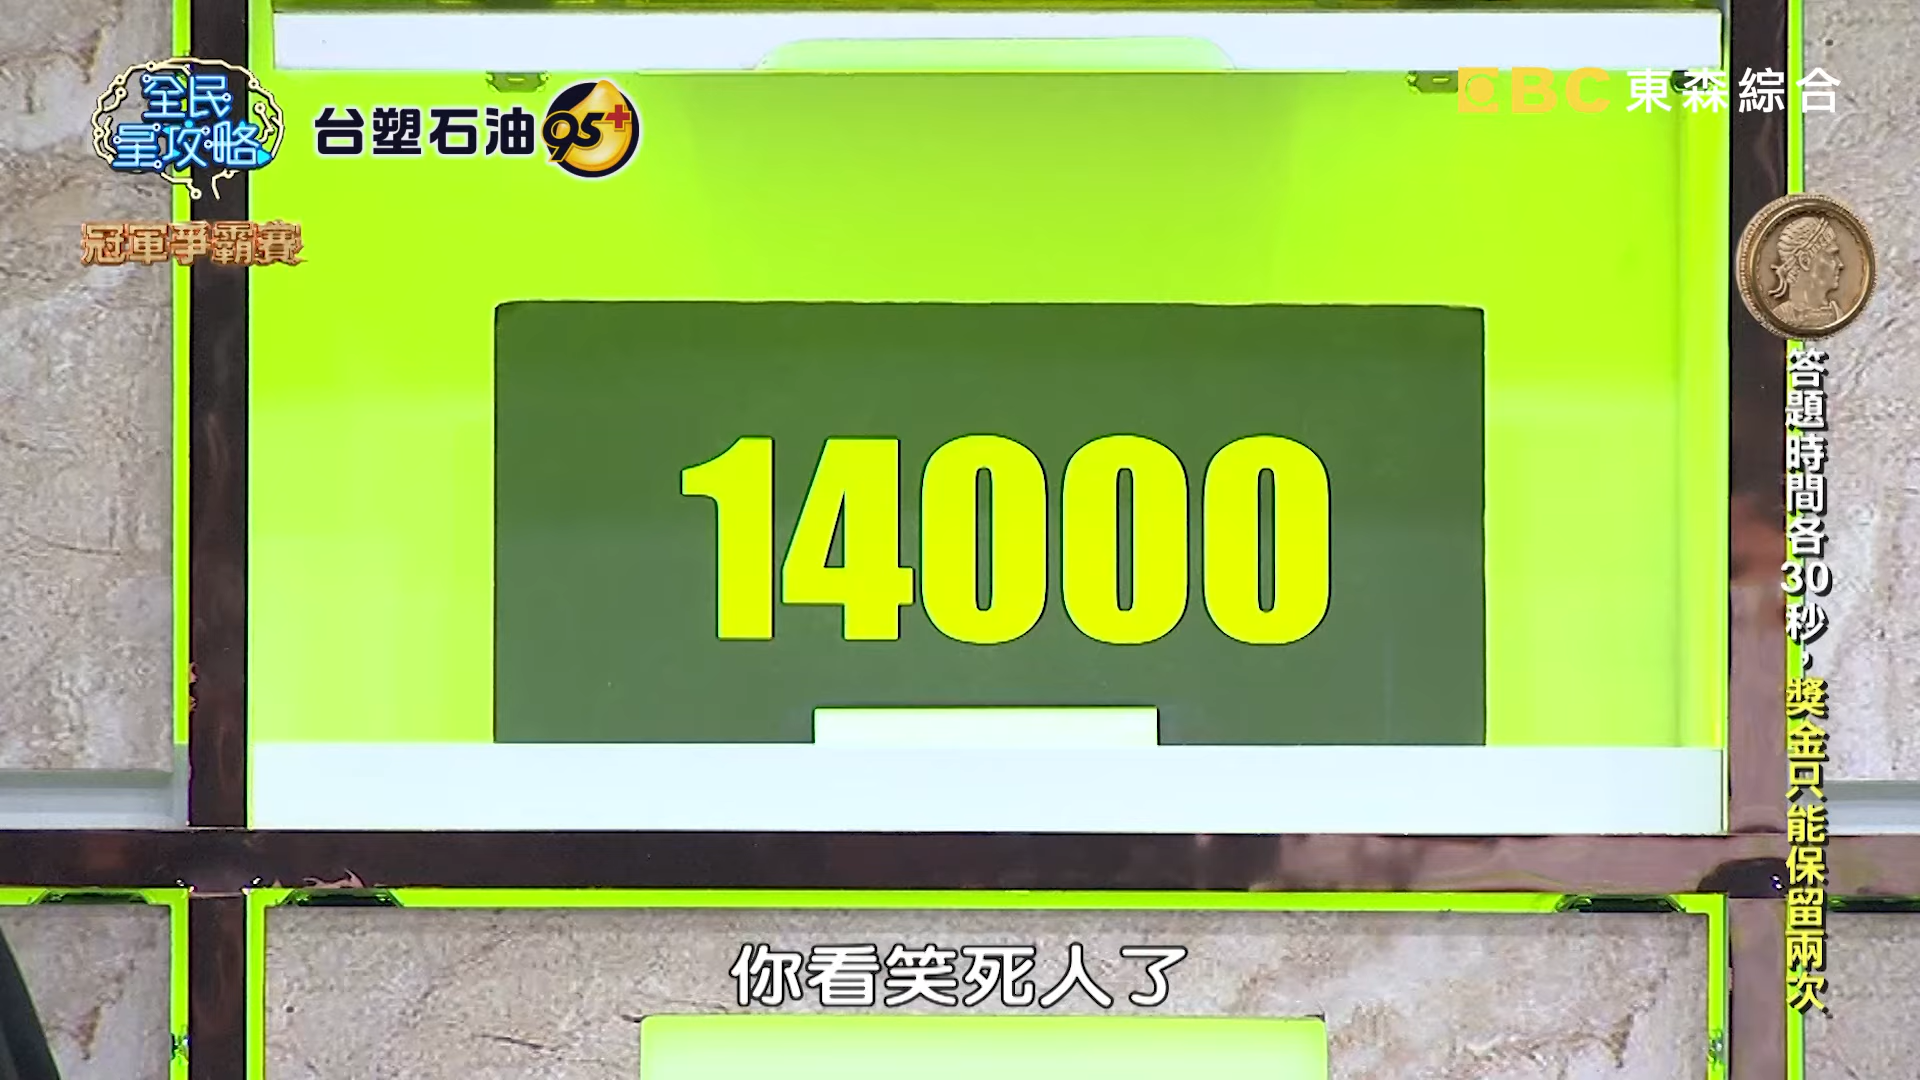 全民
星攻略
冠軍爭霸賽
台塑石油95+
EBC 東森綜合
14000
答題時間各30秒，獎金只能保留兩次
你看笑死人了